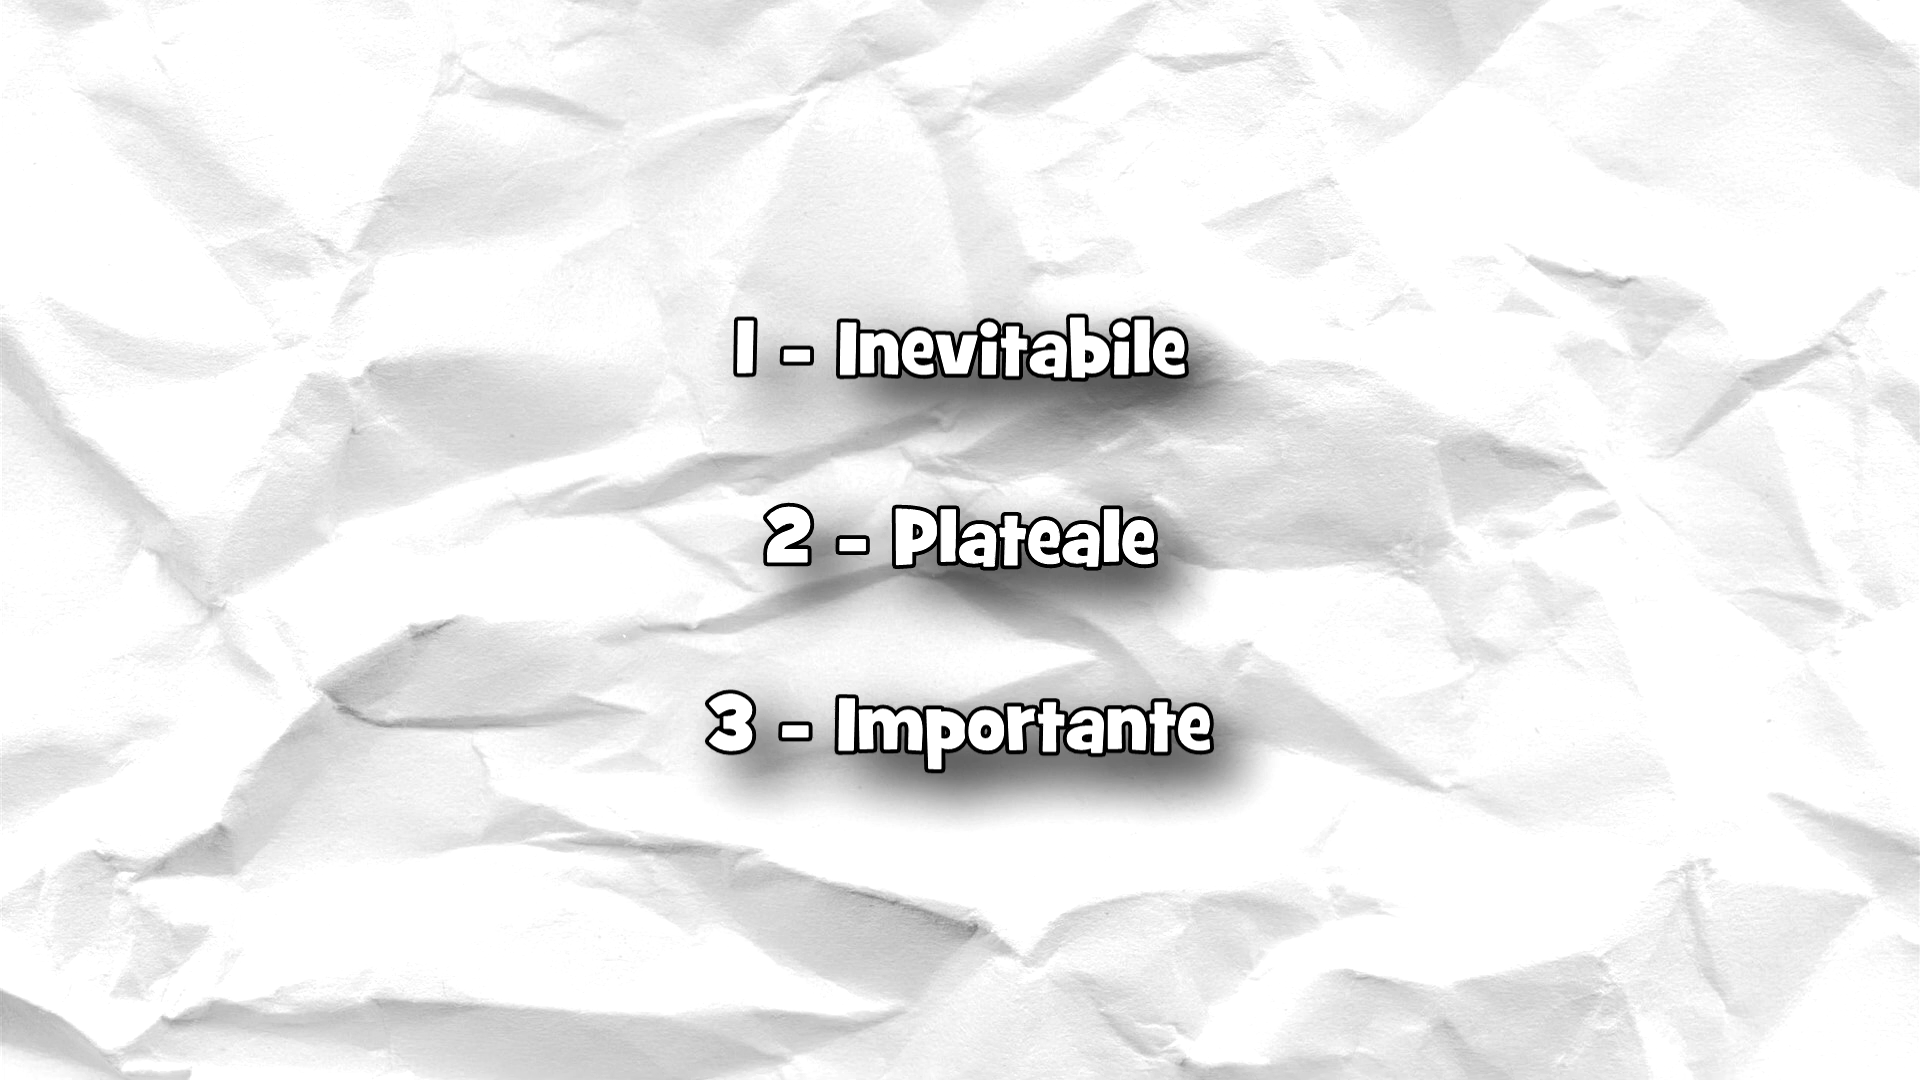 1 - Inevitabile
2 - Plateale
3 - Importante